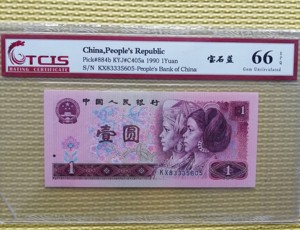 TCIS
RATING CERTIFICATE
China,People's Republic
Pick#884b KYJ#C405a 1990 1Yuan
S/N KX83335605-People's Bank of China
宝石蓝
66
Gem Uncirculated
中国人民银行
1
壹圆
1
KX83335605